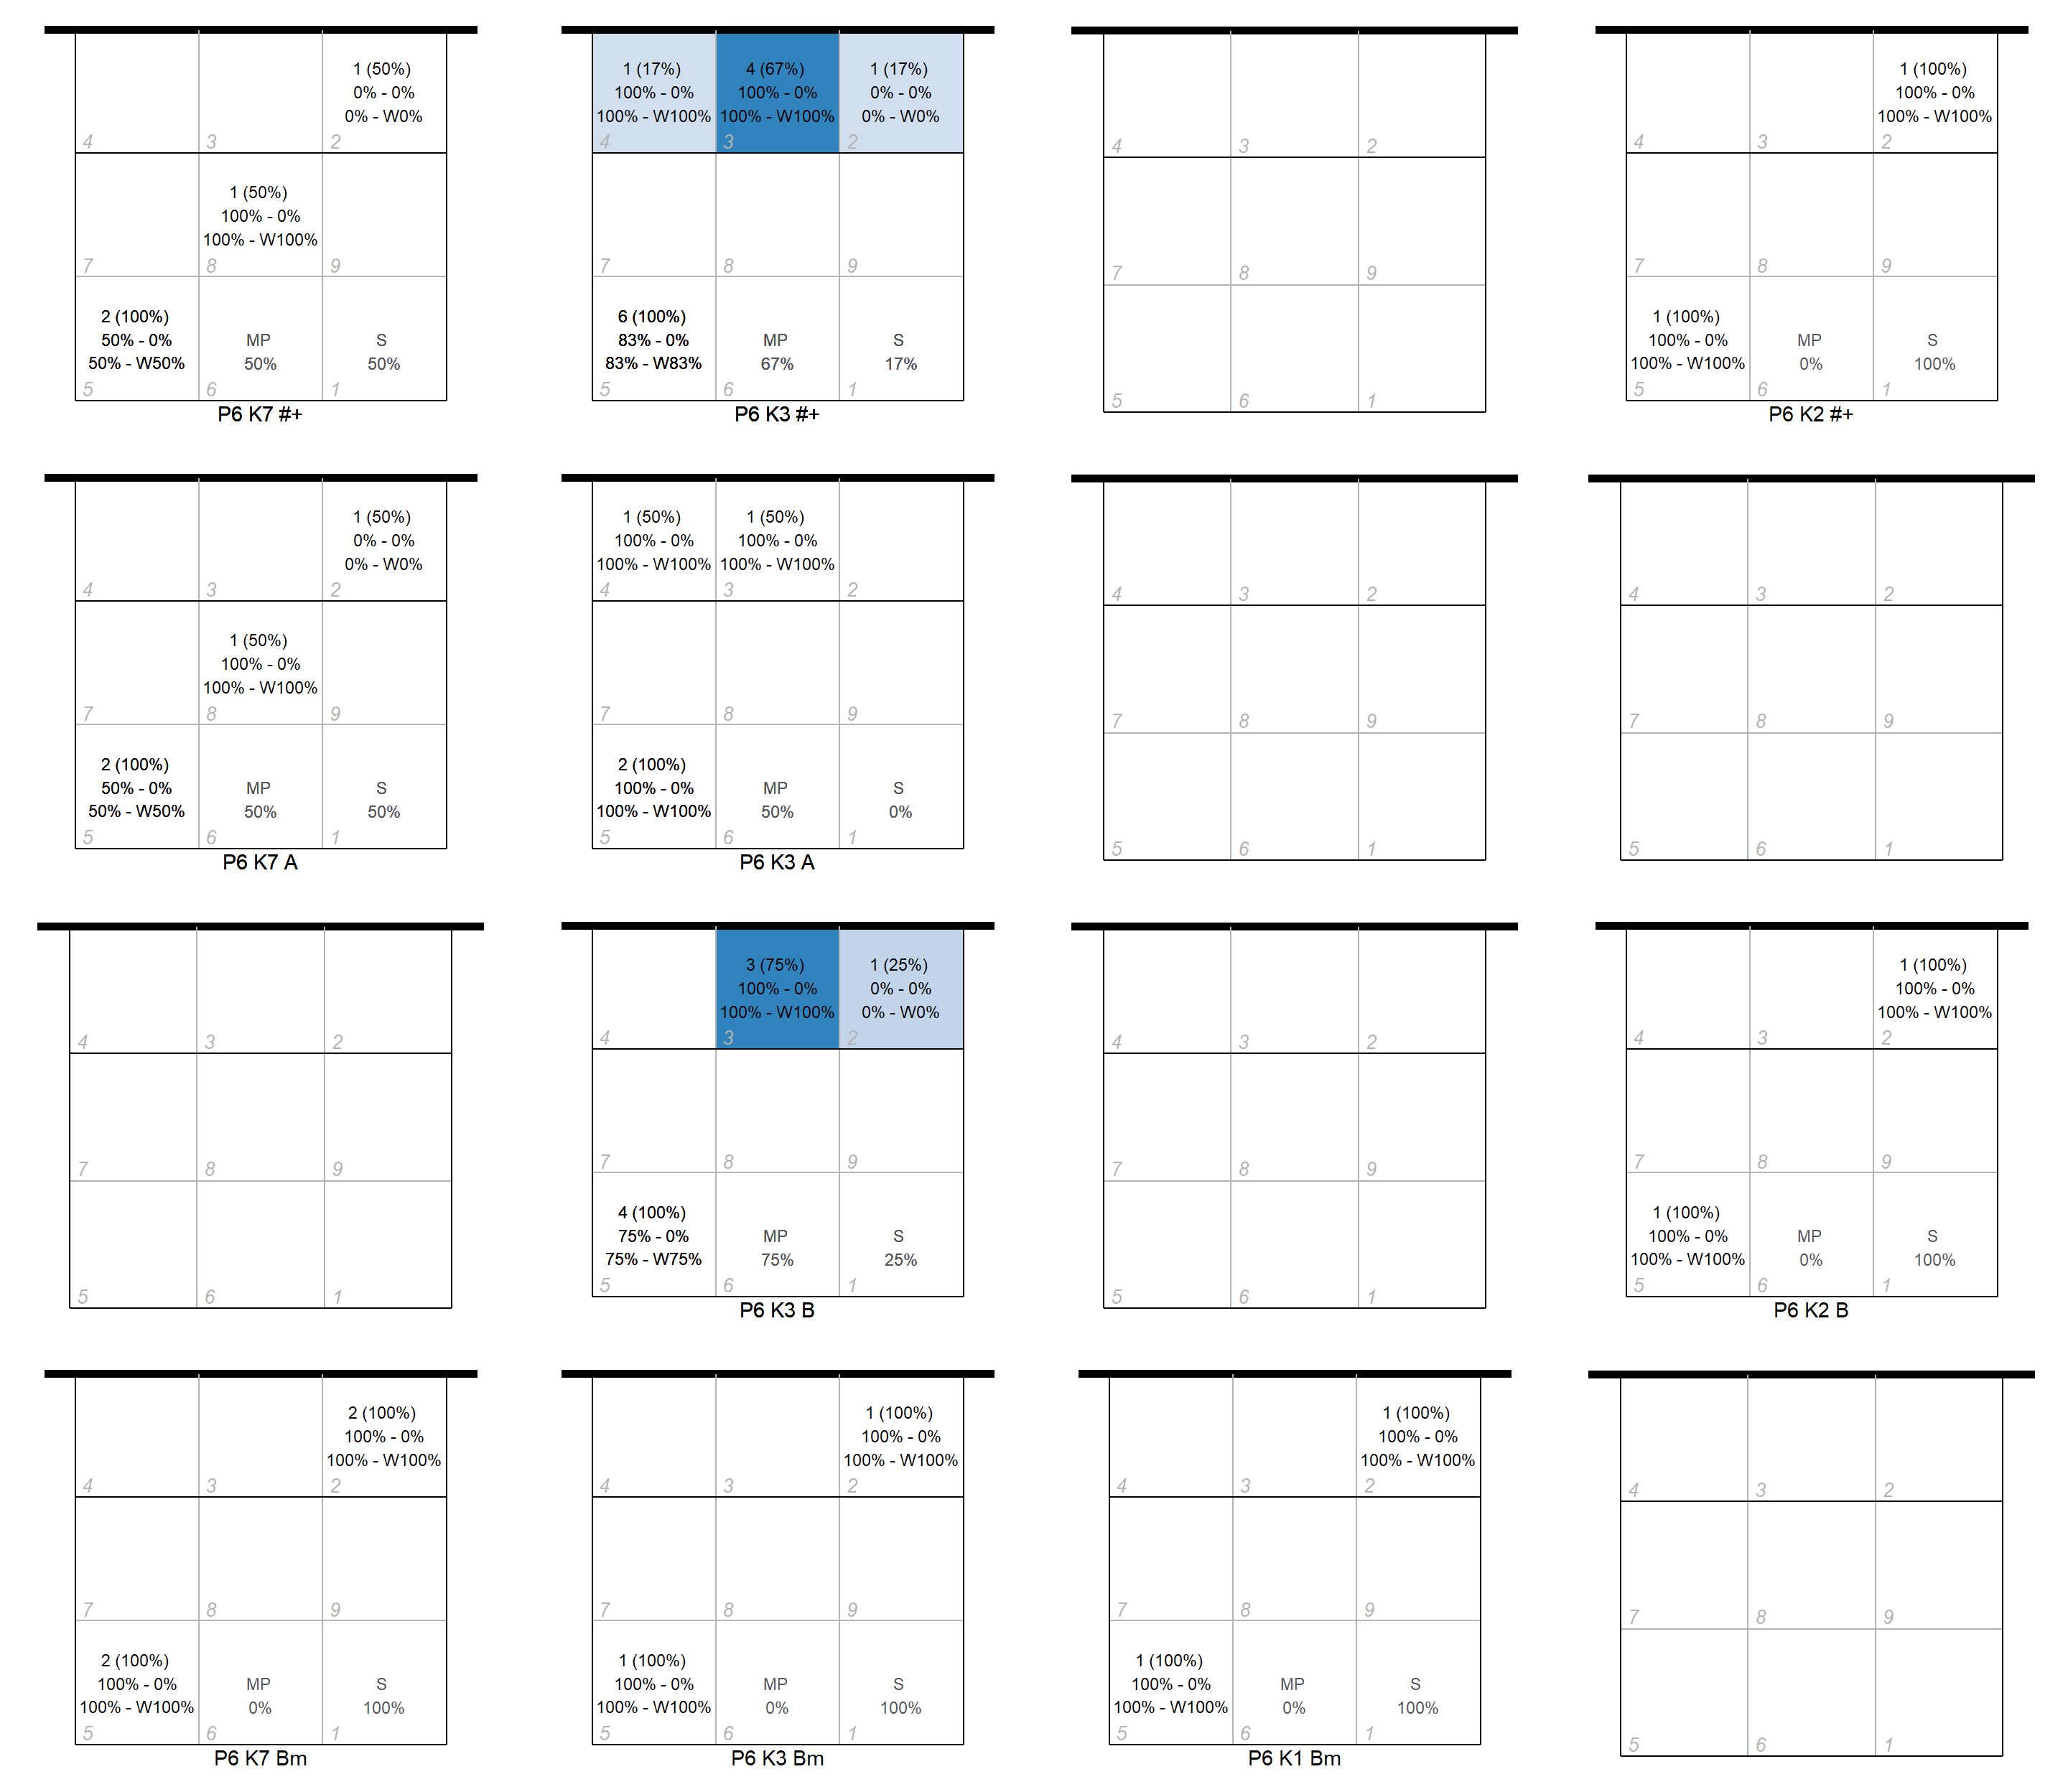 1 (50%)
0% - 0%
0% - W0%
4 3 2
1 (50%)
100% - 0%
100% - W100%
7 8 9
2 (100%)
50% - 0% MP S
50% - W50% 50% 50%
5 6 1
P6 K7 #+
1 (17%) 4 (67%) 1 (17%)
100% - 0% 100% - 0% 0% - 0%
100% - W100% 100% - W100% 0% - W0%
4 3 2
7 8 9
6 (100%)
83% - 0% MP S
83% - W83% 67% 17%
5 6 1
P6 K3 #+
4 3 2
7 8 9
5 6 1
1 (100%)
100% - 0%
100% - W100%
4 3 2
7 8 9
1 (100%)
100% - 0% MP S
100% - W100% 0% 100%
5 6 1
P6 K2 #+
1 (50%)
0% - 0%
0% - W0%
4 3 2
1 (50%)
100% - 0%
100% - W100%
7 8 9
2 (100%)
50% - 0% MP S
50% - W50% 50% 50%
5 6 1
P6 K7 A
1 (50%) 1 (50%)
100% - 0% 100% - 0%
100% - W100% 100% - W100%
4 3 2
7 8 9
2 (100%)
100% - 0% MP S
100% - W100% 50% 0%
5 6 1
P6 K3 A
4 3 2
7 8 9
5 6 1
4 3 2
7 8 9
5 6 1
4 3 2
7 8 9
5 6 1
3 (75%) 1 (25%)
100% - 0% 0% - 0%
100% - W100% 0% - W0%
4 3 2
7 8 9
4 (100%)
75% - 0% MP S
75% - W75% 75% 25%
5 6 1
P6 K3 B
4 3 2
7 8 9
5 6 1
1 (100%)
100% - 0%
100% - W100%
4 3 2
7 8 9
1 (100%)
100% - 0% MP S
100% - W100% 0% 100%
5 6 1
P6 K2 B
2 (100%)
100% - 0%
100% - W100%
4 3 2
7 8 9
2 (100%)
100% - 0% MP S
100% - W100% 0% 100%
5 6 1
P6 K7 Bm
1 (100%)
100% - 0%
100% - W100%
4 3 2
7 8 9
1 (100%)
100% - 0% MP S
100% - W100% 0% 100%
5 6 1
P6 K3 Bm
1 (100%)
100% - 0%
100% - W100%
4 3 2
7 8 9
1 (100%)
100% - 0% MP S
100% - W100% 0% 100%
5 6 1
P6 K1 Bm
4 3 2
7 8 9
5 6 1